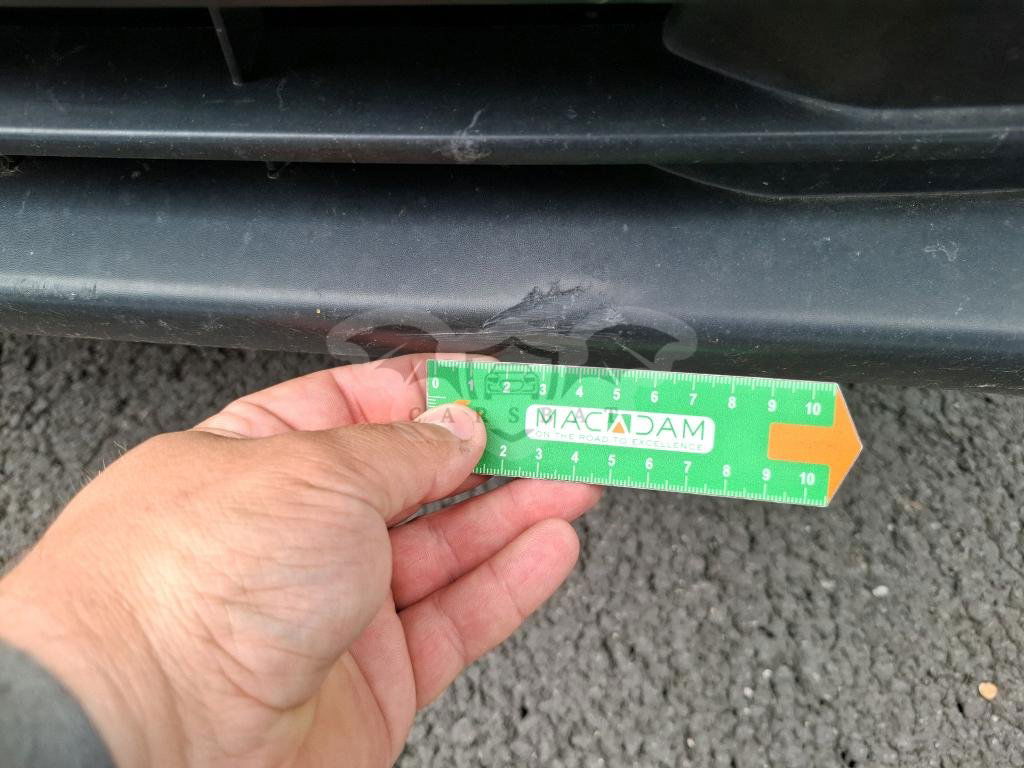 0 1 2 3 4 5 6 7 8 9 10
CARSBA
MACADAM
ON THE ROAD TO EXCELLENCE
2 3 4 5 6 7 8 9 10